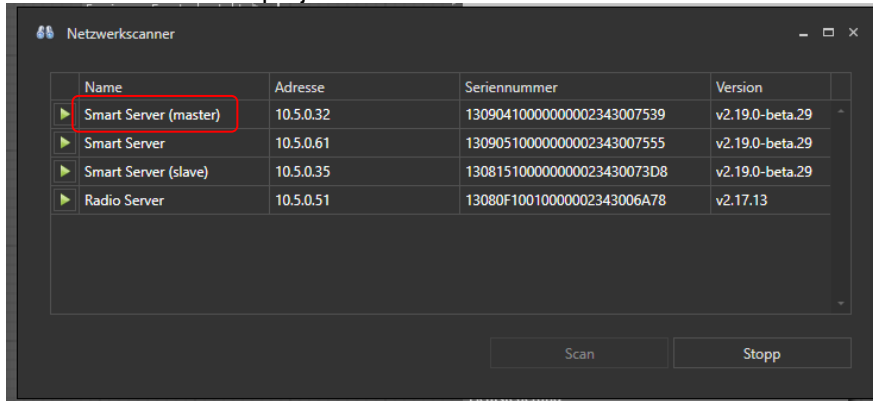 Netzwerkscanner
Name Adresse Seriennummer Version
Smart Server (master) 10.5.0.32 13090410000000002343007539 v2.19.0-beta.29
Smart Server 10.5.0.61 13090510000000002343007555 v2.19.0-beta.29
Smart Server (slave) 10.5.0.35 130815100000000023430073D8 v2.19.0-beta.29
Radio Server 10.5.0.51 13080F10010000002343006A78 v2.17.13
Scan Stopp